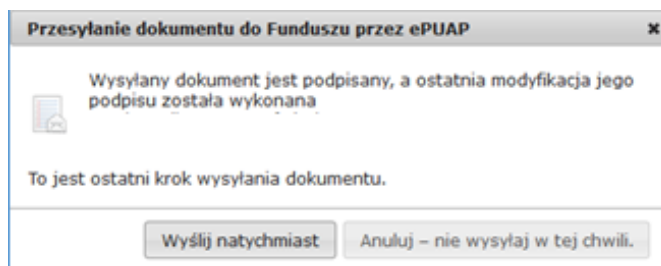 Przesyłanie dokumentu do Funduszu przez ePUAP
Wysyłany dokument jest podpisany, a ostatnia modyfikacja jego
podpisu została wykonana
To jest ostatni krok wysyłania dokumentu.
Wyślij natychmiast
Anuluj – nie wysyłaj w tej chwili.